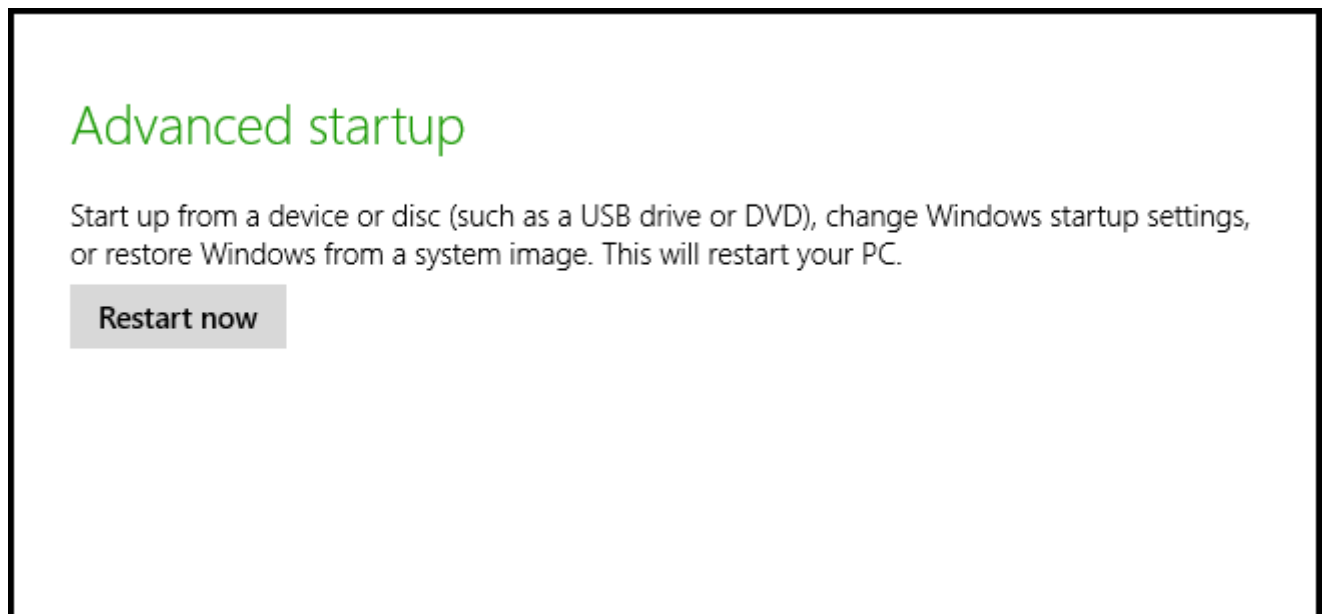 Advanced startup
Start up from a device or disc (such as a USB drive or DVD), change Windows startup settings,
or restore Windows from a system image. This will restart your PC.
Restart now